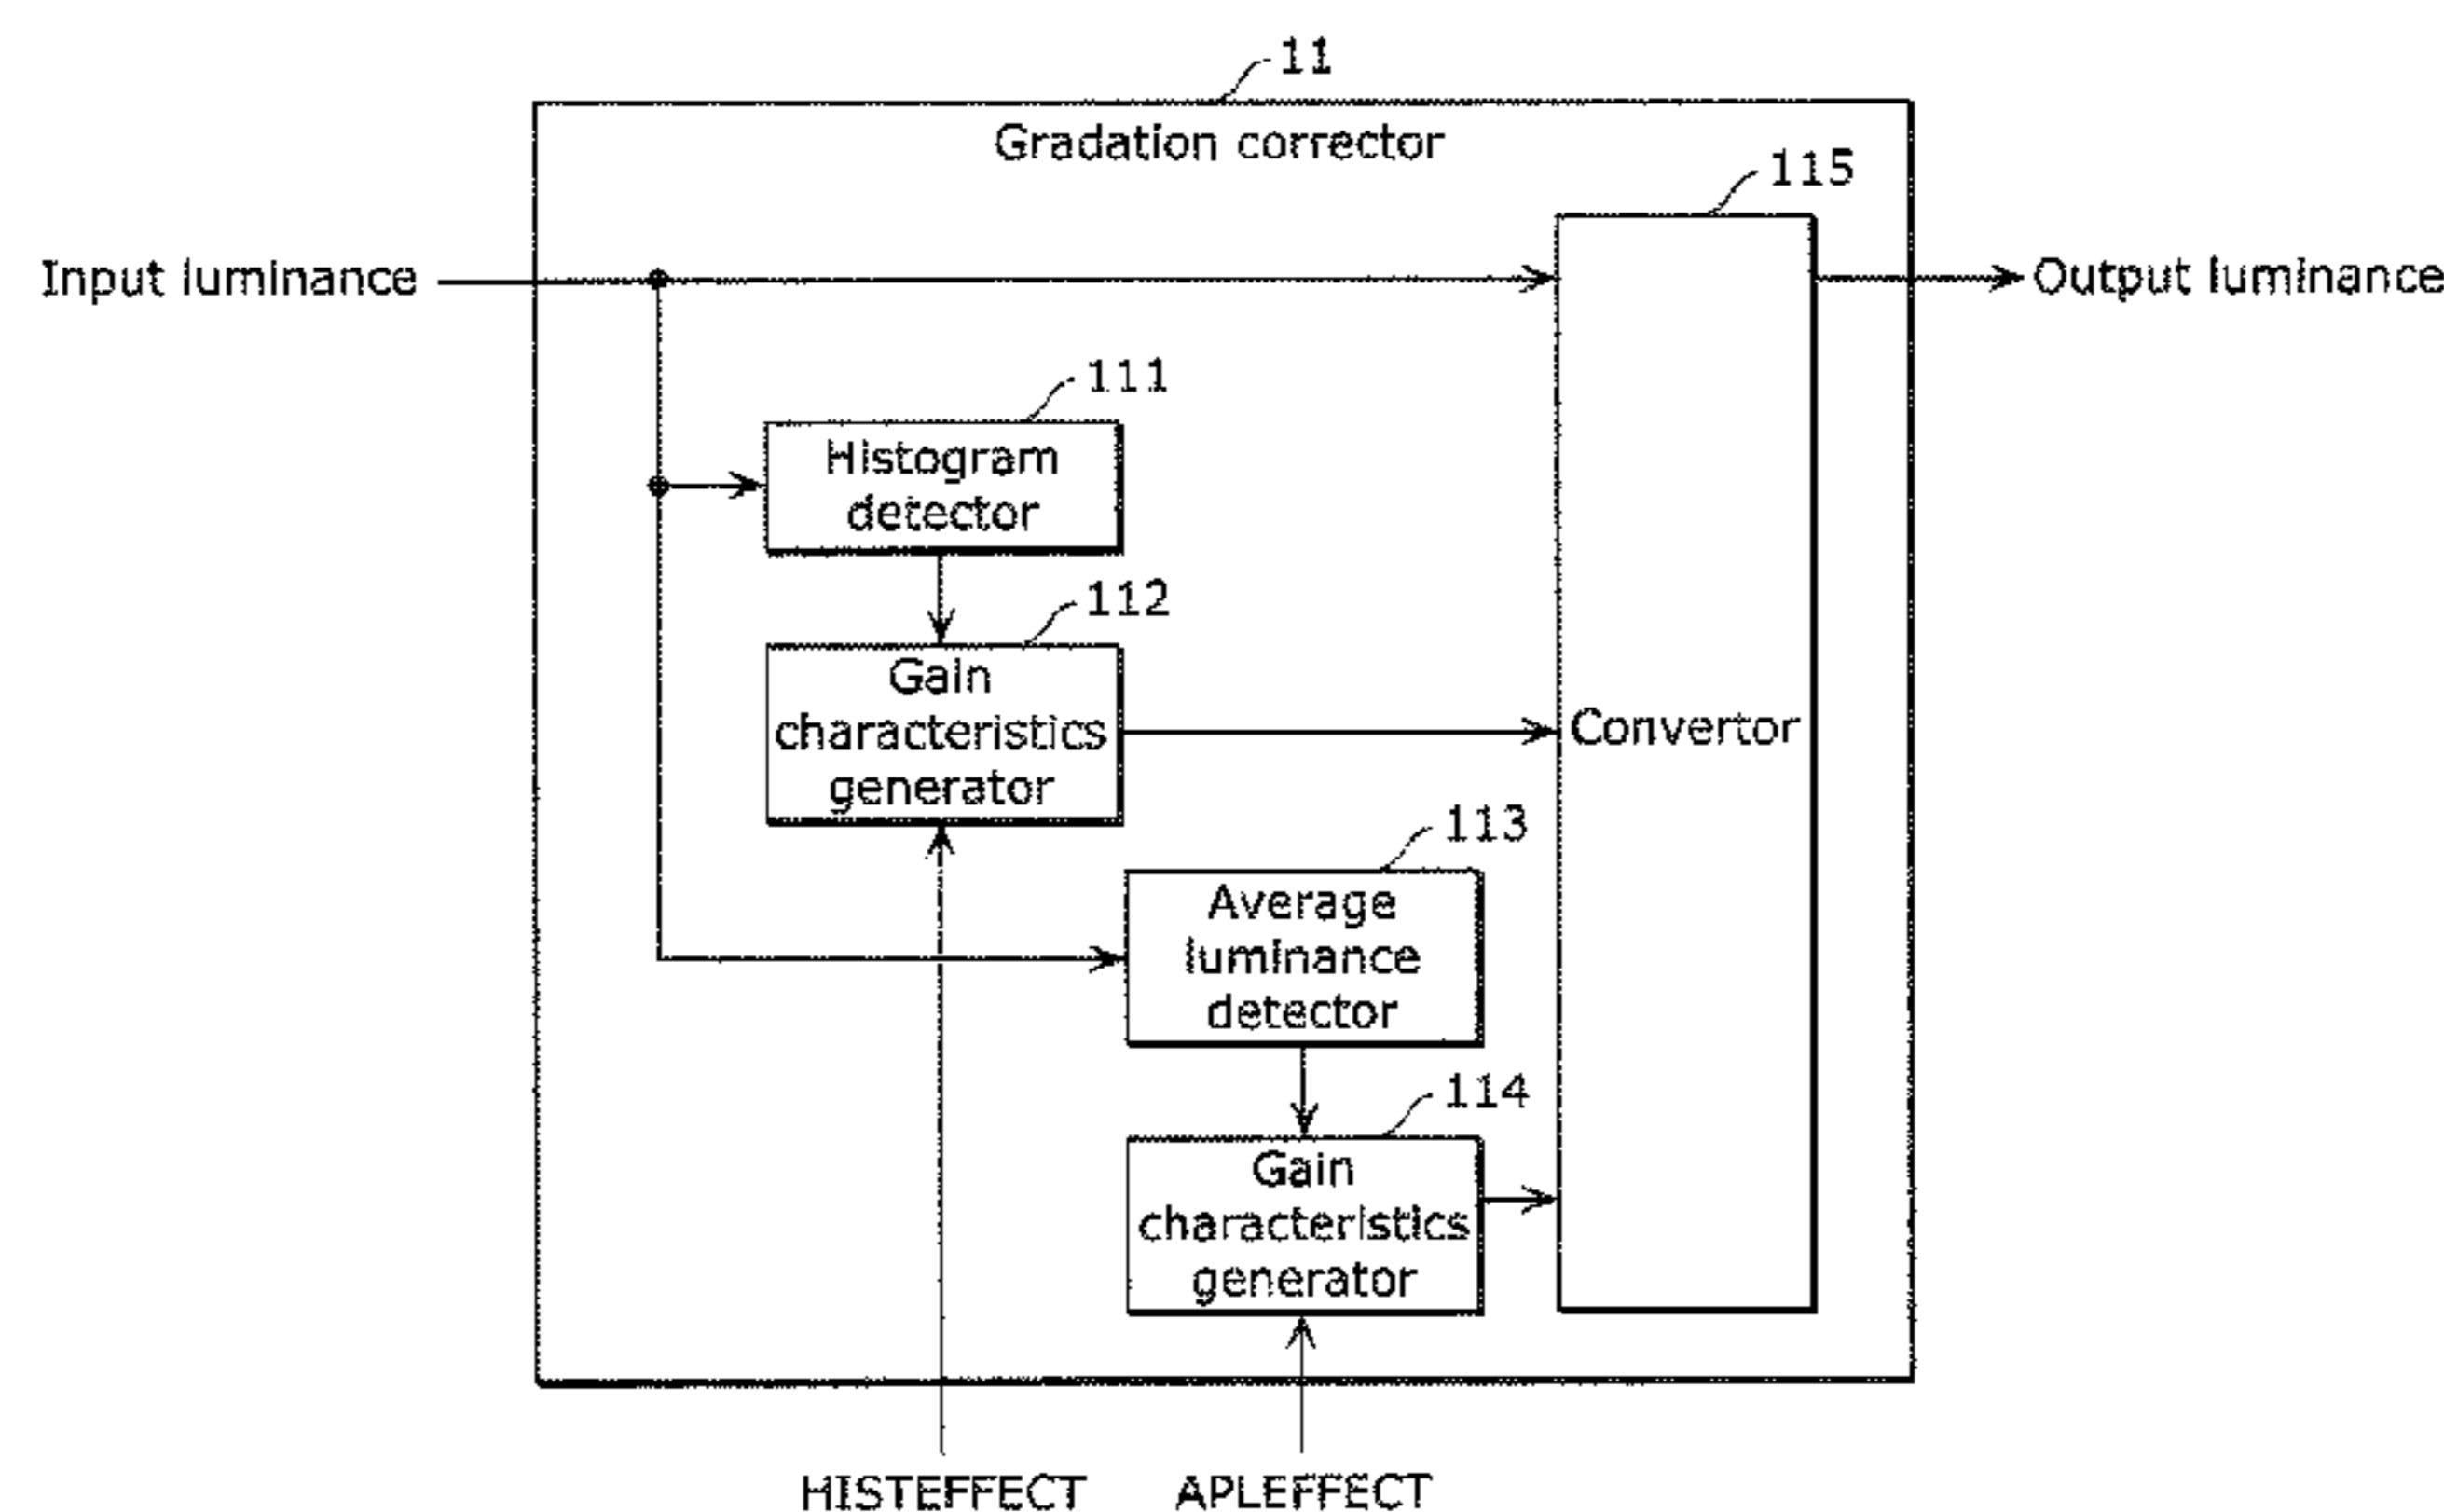 11
Gradation corrector
115
Input luminance
Output luminance
111
Histogram
detector
112
Gain
characteristics
generator
Convertor
113
Average
luminance
detector
114
Gain
characteristics
generator
HISTEFFECT
APLEFFECT